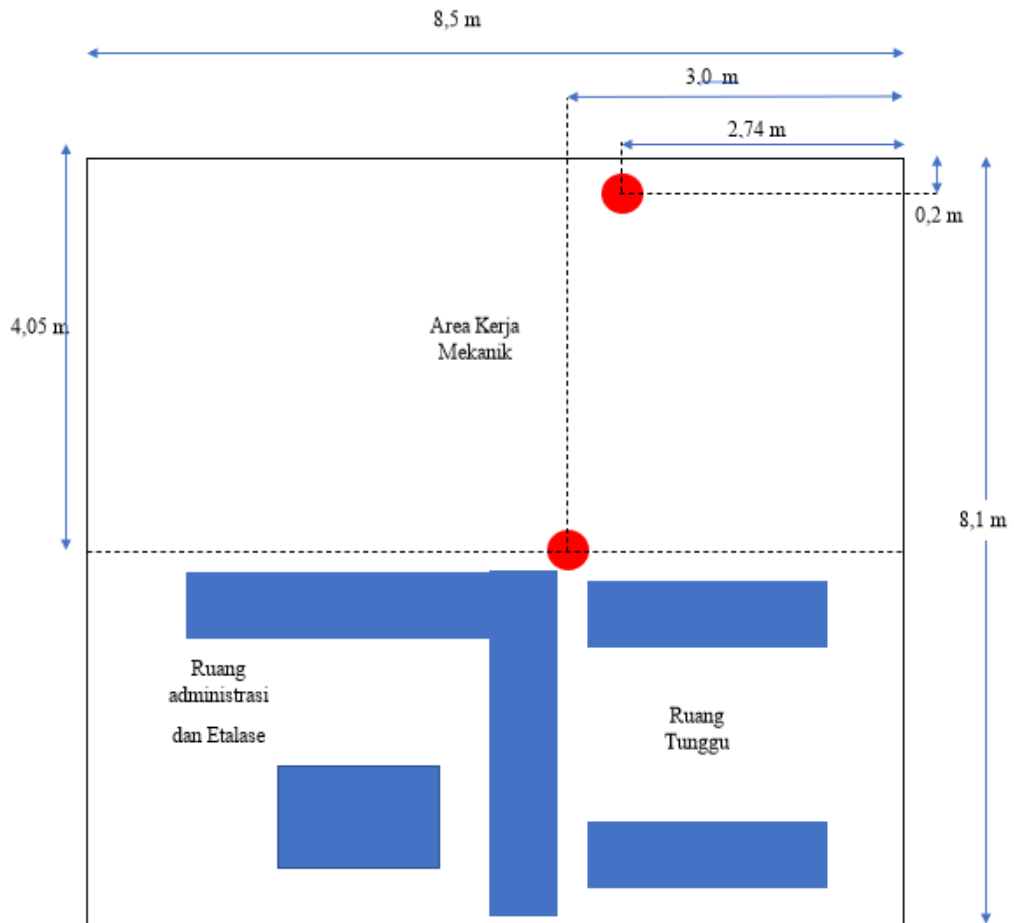 8,5 m
3,0 m
2,74 m
0,2 m
4,05 m
Area Kerja
Mekanik
8,1 m
Ruang
administrasi
dan Etalase
Ruang
Tunggu